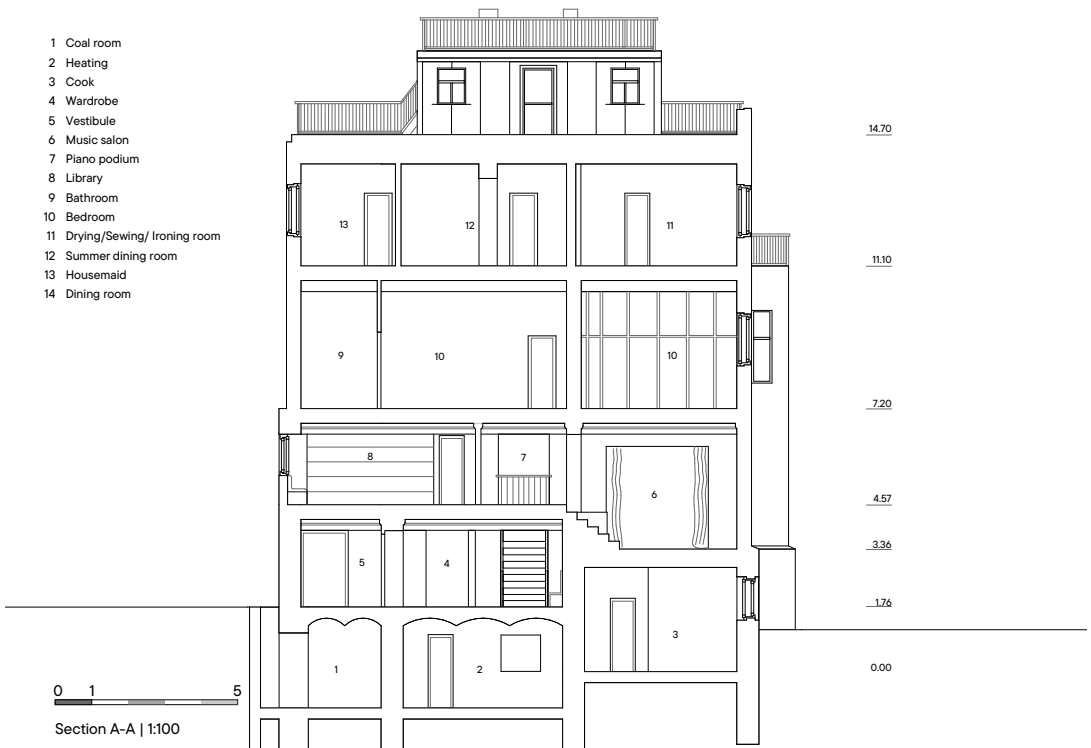 1 Coal room
2 Heating
3 Cook
4 Wardrobe
5 Vestibule
6 Music salon
7 Piano podium
8 Library
9 Bathroom
10 Bedroom
11 Drying/Sewing/ Ironing room
12 Summer dining room
13 Housemaid
14 Dining room
14.70
13
12
11
11.10
9
10
10
7.20
8
7
6
4.57
3.36
5
4
1.76
3
1
2
0.00
0 1 5
Section A-A | 1:100